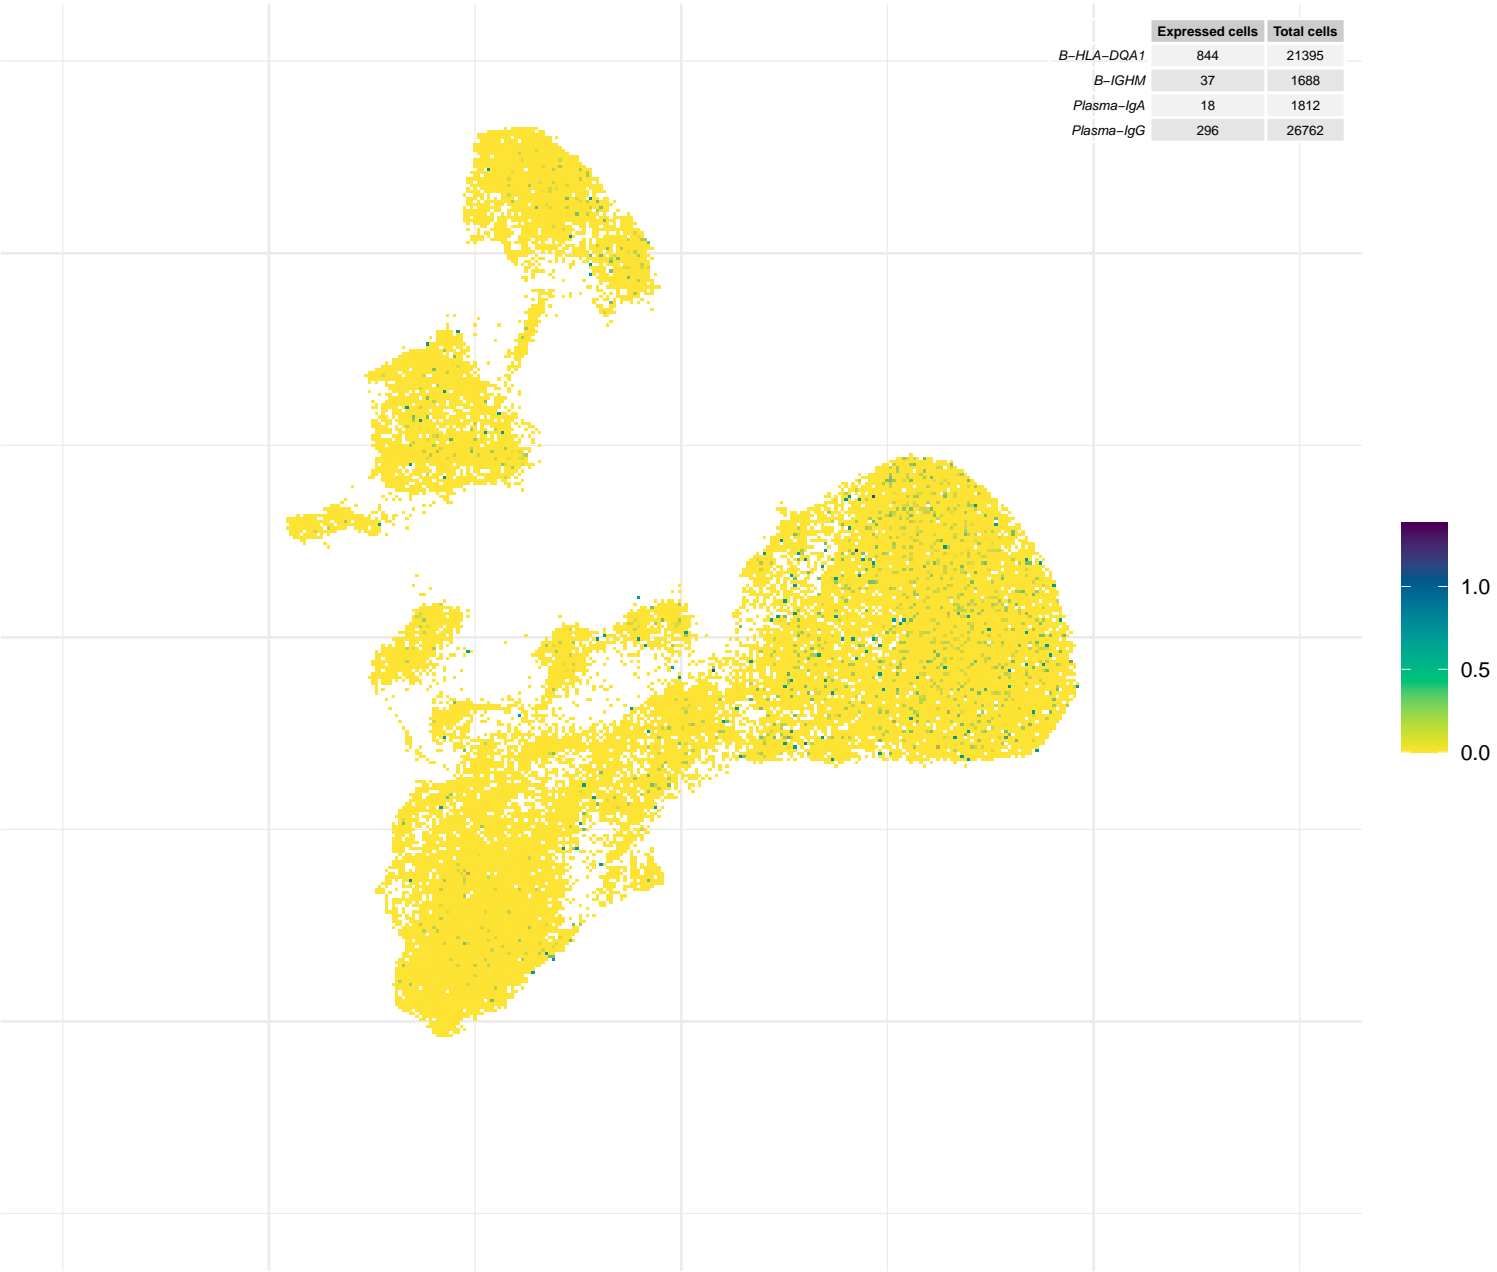 Expressed cells Total cells
B−HLA−DQA1 844 21395
B−IGHM 37 1688
Plasma−IgA 18 1812
Plasma−IgG 296 26762
1.0
0.5
0.0